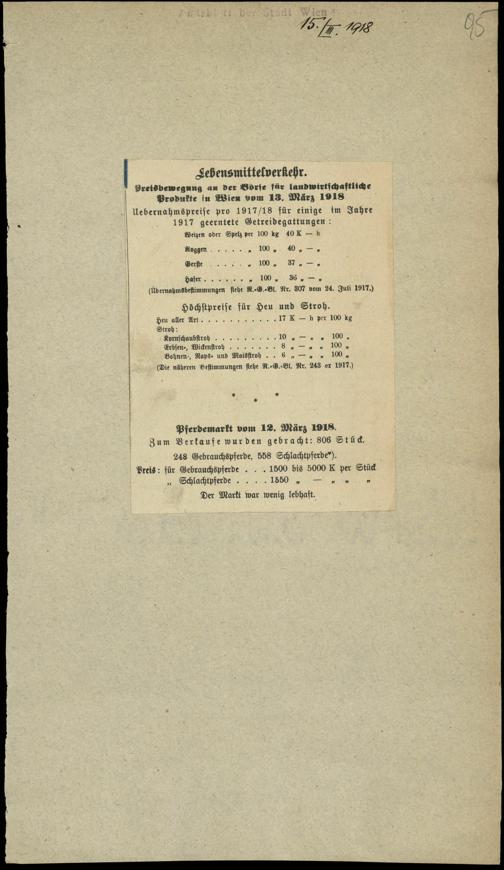 Amtsblatt der Stadt Wien
15./III. 1918
95
Lebensmittelverkehr.
Preisbewegung an der Börse für landwirtschaftliche
Produkte in Wien vom 13. März 1918
Uebernahmspreise pro 1917/18 für einige im Jahre
1917 geerntete Getreidegattungen:
Weizen oder Spelz per 100 kg 40 K — h
Roggen . . . . . . „ 100 „ 40 „ — „
Gerste . . . . . . „ 100 „ 37 „ — „
Hafer . . . . . . . „ 100 „ 36 „ — „
(Übernahmsbestimmungen siehe R.-G.-Bl. Nr. 307 vom 24. Juli 1917.)
Höchstpreise für Heu und Stroh.
Heu aller Art . . . . . . . . . . . 17 K — h per 100 kg
Stroh:
Kornschaubstroh . . . . . . . . . . 10 „ — „ „ 100 „
Erbsen-, Wickenstroh . . . . . . . . 8 „ — „ „ 100 „
Bohnen-, Raps- und Maisstroh . . 6 „ — „ „ 100 „
(Die näheren Bestimmungen siehe R.-G.-Bl. Nr. 243 ex 1917.)
* * *
Pferdemarkt vom 12. März 1918.
Zum Verkaufe wurden gebracht: 806 Stück.
248 Gebrauchspferde, 558 Schlachtpferde*).
Preis: für Gebrauchspferde . . . 1500 bis 5000 K per Stück
„ Schlachtpferde . . . . 1550 „ — „ „ „
Der Markt war wenig lebhaft.